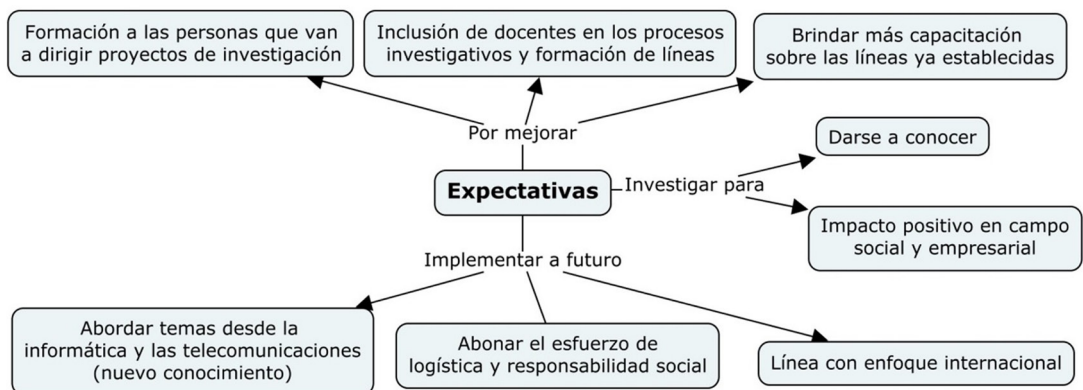 Formación a las personas que van
a dirigir proyectos de investigación
Inclusión de docentes en los procesos
investigativos y formación de líneas
Brindar más capacitación
sobre las líneas ya establecidas
Por mejorar
Darse a conocer
Expectativas
Investigar para
Impacto positivo en campo
social y empresarial
Implementar a futuro
Abordar temas desde la
informática y las telecomunicaciones
(nuevo conocimiento)
Abonar el esfuerzo de
logística y responsabilidad social
Línea con enfoque internacional